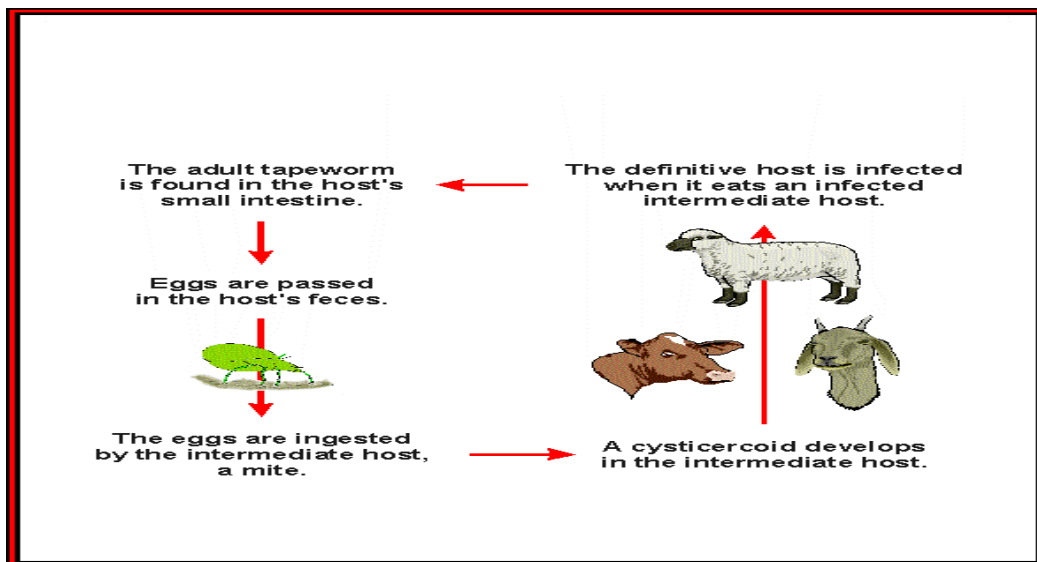 The adult tapeworm
is found in the host's
small intestine.
Eggs are passed
in the host's feces.
The eggs are ingested
by the intermediate host,
a mite.
A cysticercoid develops
in the intermediate host.
The definitive host is infected
when it eats an infected
intermediate host.